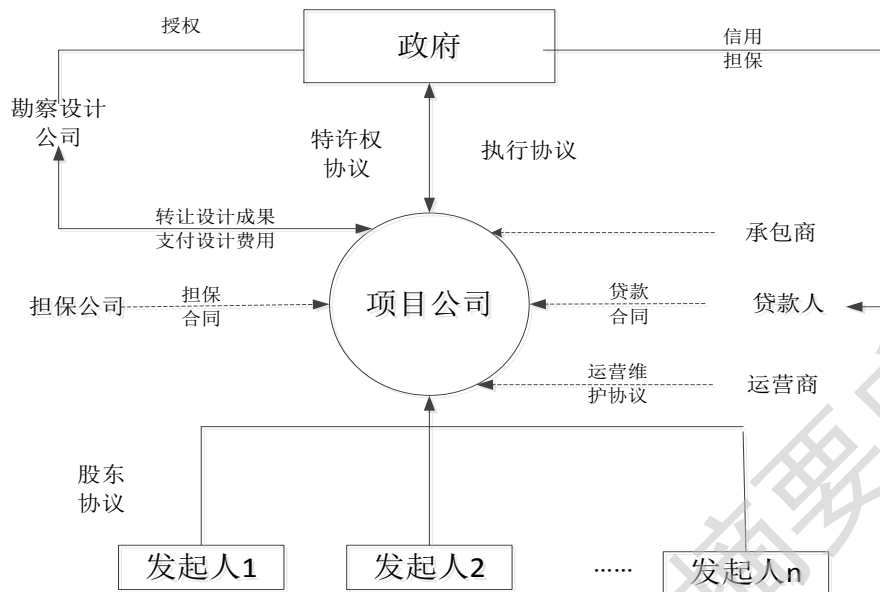 授权
政府
信用
担保
勘察设计
公司
特许权
协议
执行协议
转让设计成果
支付设计费用
承包商
担保公司
担保
合同
项目公司
贷款
合同
贷款人
运营维
护协议
运营商
股东
协议
发起人1
发起人2
……
发起人n
摘要